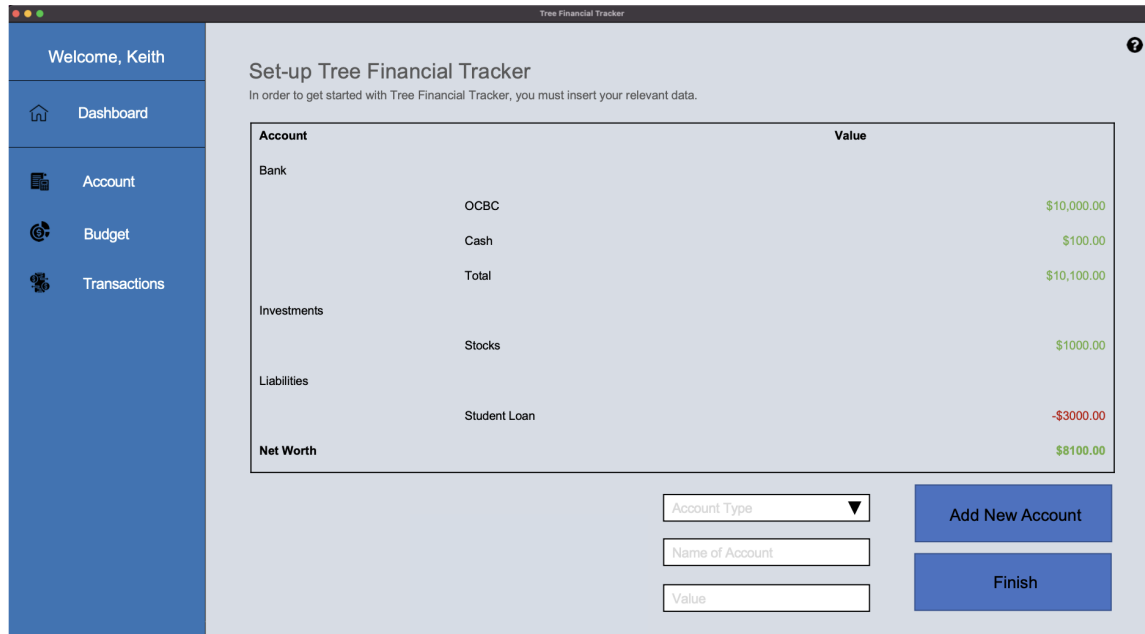 Tree Financial Tracker
Welcome, Keith
Dashboard
Account
Budget
Transactions
?
Set-up Tree Financial Tracker
In order to get started with Tree Financial Tracker, you must insert your relevant data.
Account Value
Bank
OCBC $10,000.00
Cash $100.00
Total $10,100.00
Investments
Stocks $1000.00
Liabilities
Student Loan -$3000.00
Net Worth $8100.00
Account Type
Name of Account
Value
Add New Account
Finish